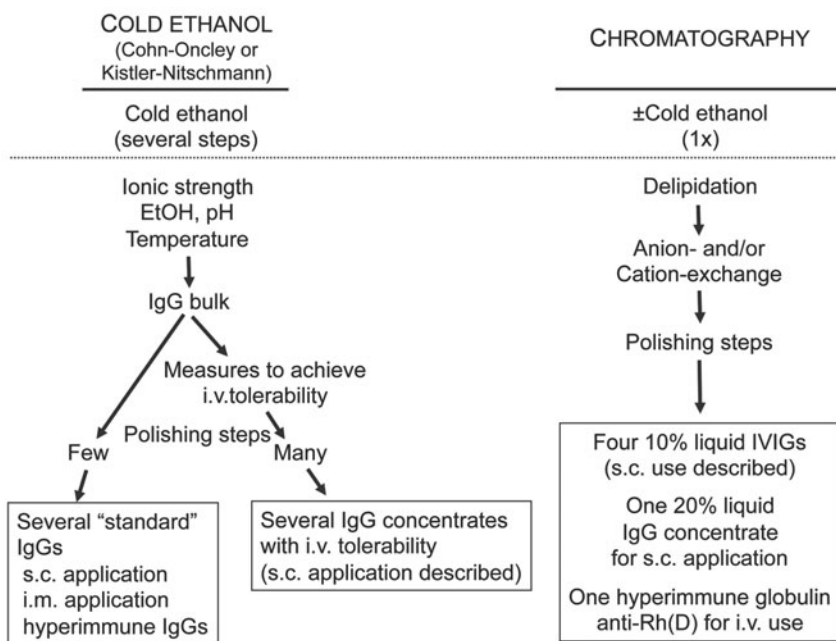 COLD ETHANOL
(Cohn-Oncley or
Kistler-Nitschmann)
Cold ethanol
(several steps)
Ionic strength
EtOH, pH
Temperature
IgG bulk
Measures to achieve
i.v.tolerability
Polishing steps
Few
Many
Several “standard”
IgGs
s.c. application
i.m. application
hyperimmune IgGs
Several IgG concentrates
with i.v. tolerability
(s.c. application described)
CHROMATOGRAPHY
±Cold ethanol
(1x)
Delipidation
Anion- and/or
Cation-exchange
Polishing steps
Four 10% liquid IVIGs
(s.c. use described)
One 20% liquid
IgG concentrate
for s.c. application
One hyperimmune globulin
anti-Rh(D) for i.v. use